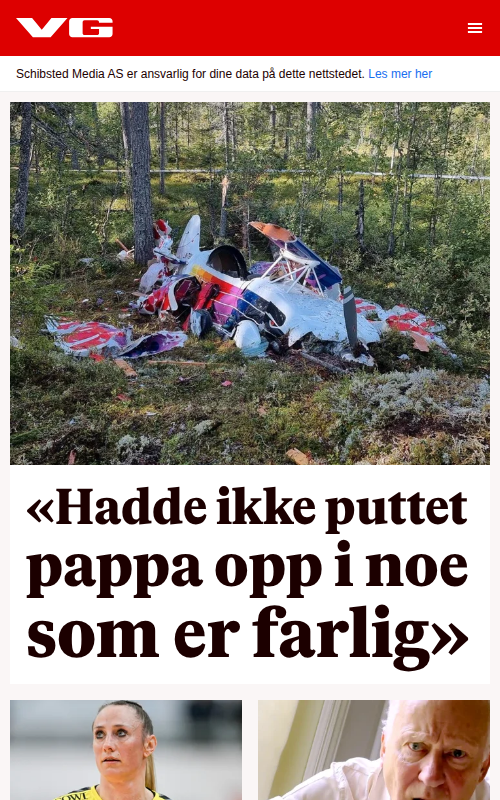 VG
Schibsted Media AS er ansvarlig for dine data på dette nettstedet. Les mer her
«Hadde ikke puttet
pappa opp i noe
som er farlig»